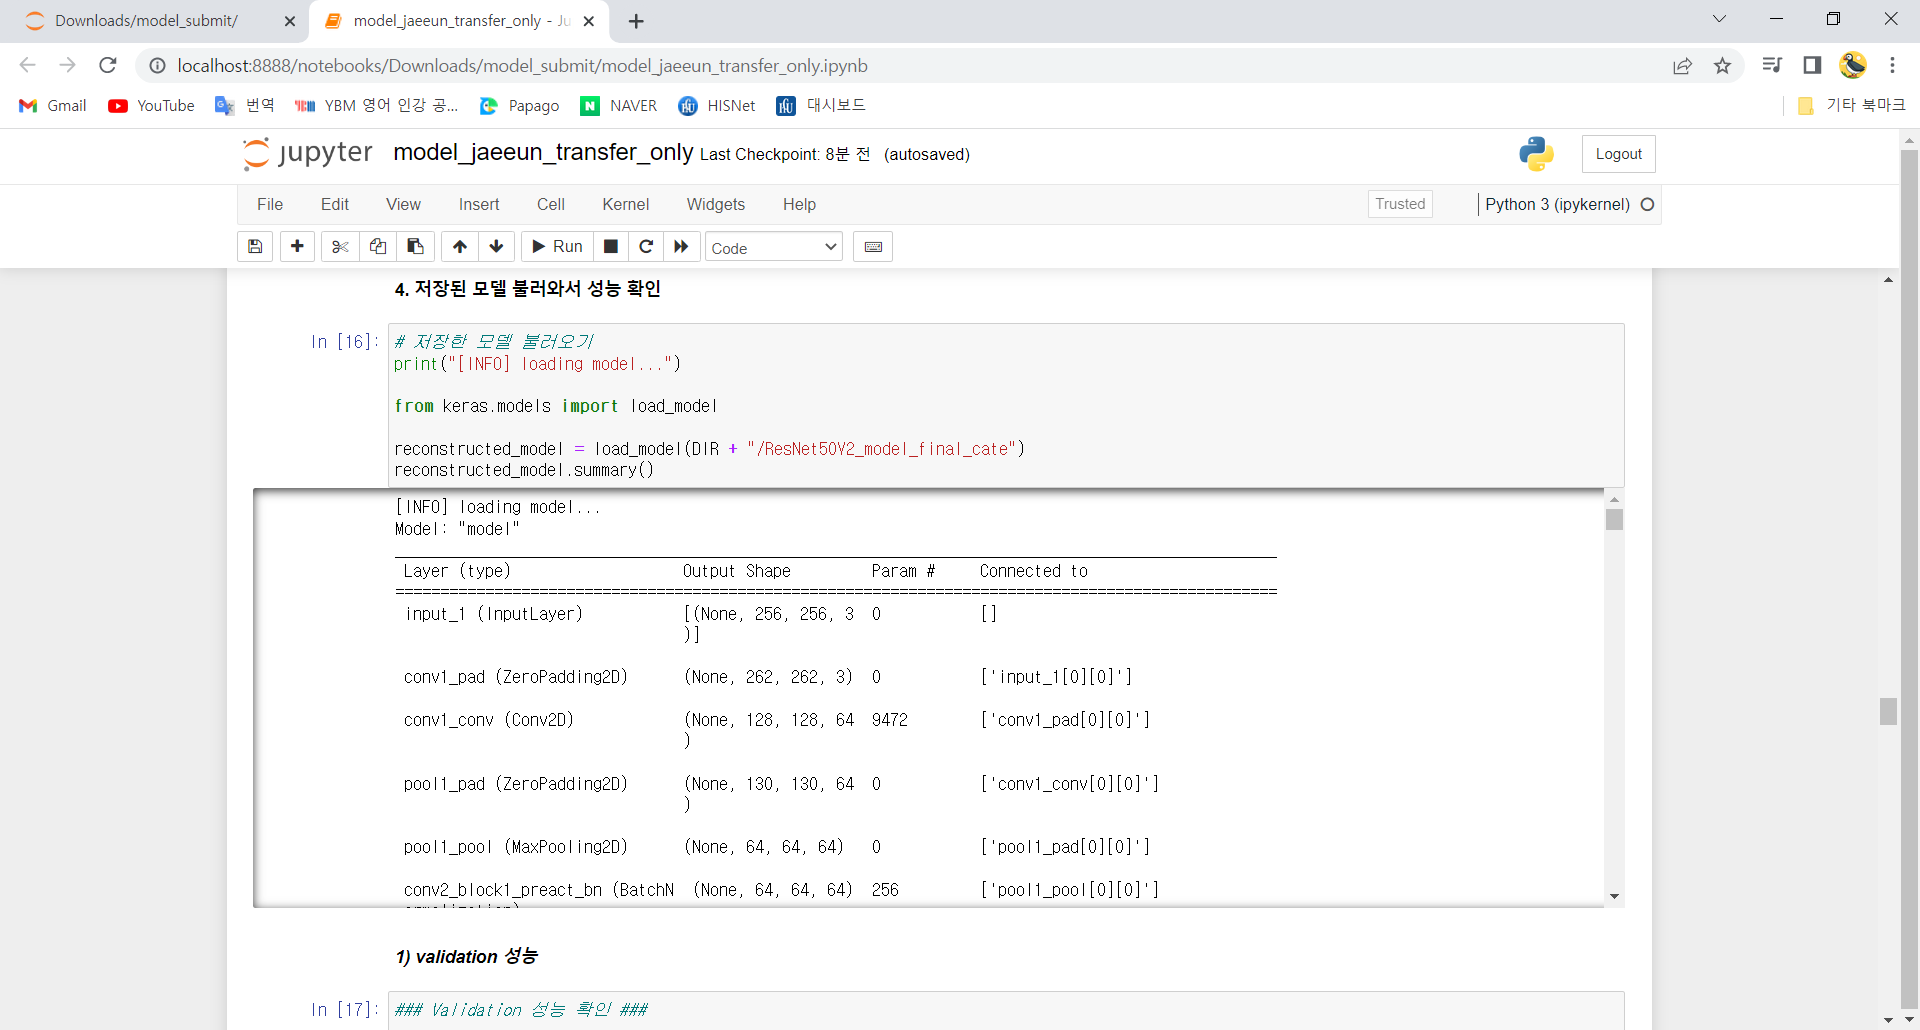 Downloads/model_submit/
model_jaeeun_transfer_only - Ju
localhost:8888/notebooks/Downloads/model_submit/model_jaeeun_transfer_only.ipynb
Gmail YouTube 번역 YBM 영어 인강 공... Papago NAVER HISNet 대시보드 기타 북마크
jupyter model_jaeeun_transfer_only Last Checkpoint: 8분 전 (autosaved) Logout
File Edit View Insert Cell Kernel Widgets Help Trusted Python 3 (ipykernel)
Run Code
4. 저장된 모델 불러와서 성능 확인
In [16]: # 저장한 모델 불러오기
print("[INFO] loading model...")
from keras.models import load_model
reconstructed_model = load_model(DIR + "/ResNet50V2_model_final_cate")
reconstructed_model.summary()
[INFO] loading model...
Model: "model"
Layer (type) Output Shape Param # Connected to
==================================================================================================
input_1 (InputLayer) [(None, 256, 256, 3 0 []
)]
conv1_pad (ZeroPadding2D) (None, 262, 262, 3) 0 ['input_1[0][0]']
conv1_conv (Conv2D) (None, 128, 128, 64 9472 ['conv1_pad[0][0]']
)
pool1_pad (ZeroPadding2D) (None, 130, 130, 64 0 ['conv1_conv[0][0]']
)
pool1_pool (MaxPooling2D) (None, 64, 64, 64) 0 ['pool1_pad[0][0]']
conv2_block1_preact_bn (BatchN (None, 64, 64, 64) 256 ['pool1_pool[0][0]']
1) validation 성능
In [17]: ### Validation 성능 확인 ###